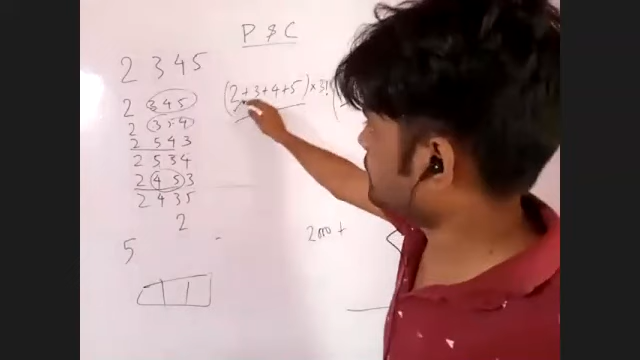 P & C
2 3 4 5
(2+3+4+5) × 3! (
2 3 4 5
2 3 5 4
2 5 4 3
2 5 3 4
2 4 5 3
2 4 3 5
2
5
2000 +